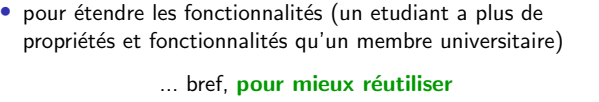 • pour étendre les fonctionnalités (un etudiant a plus de
propriétés et fonctionnalités qu'un membre universitaire)
... bref, pour mieux réutiliser